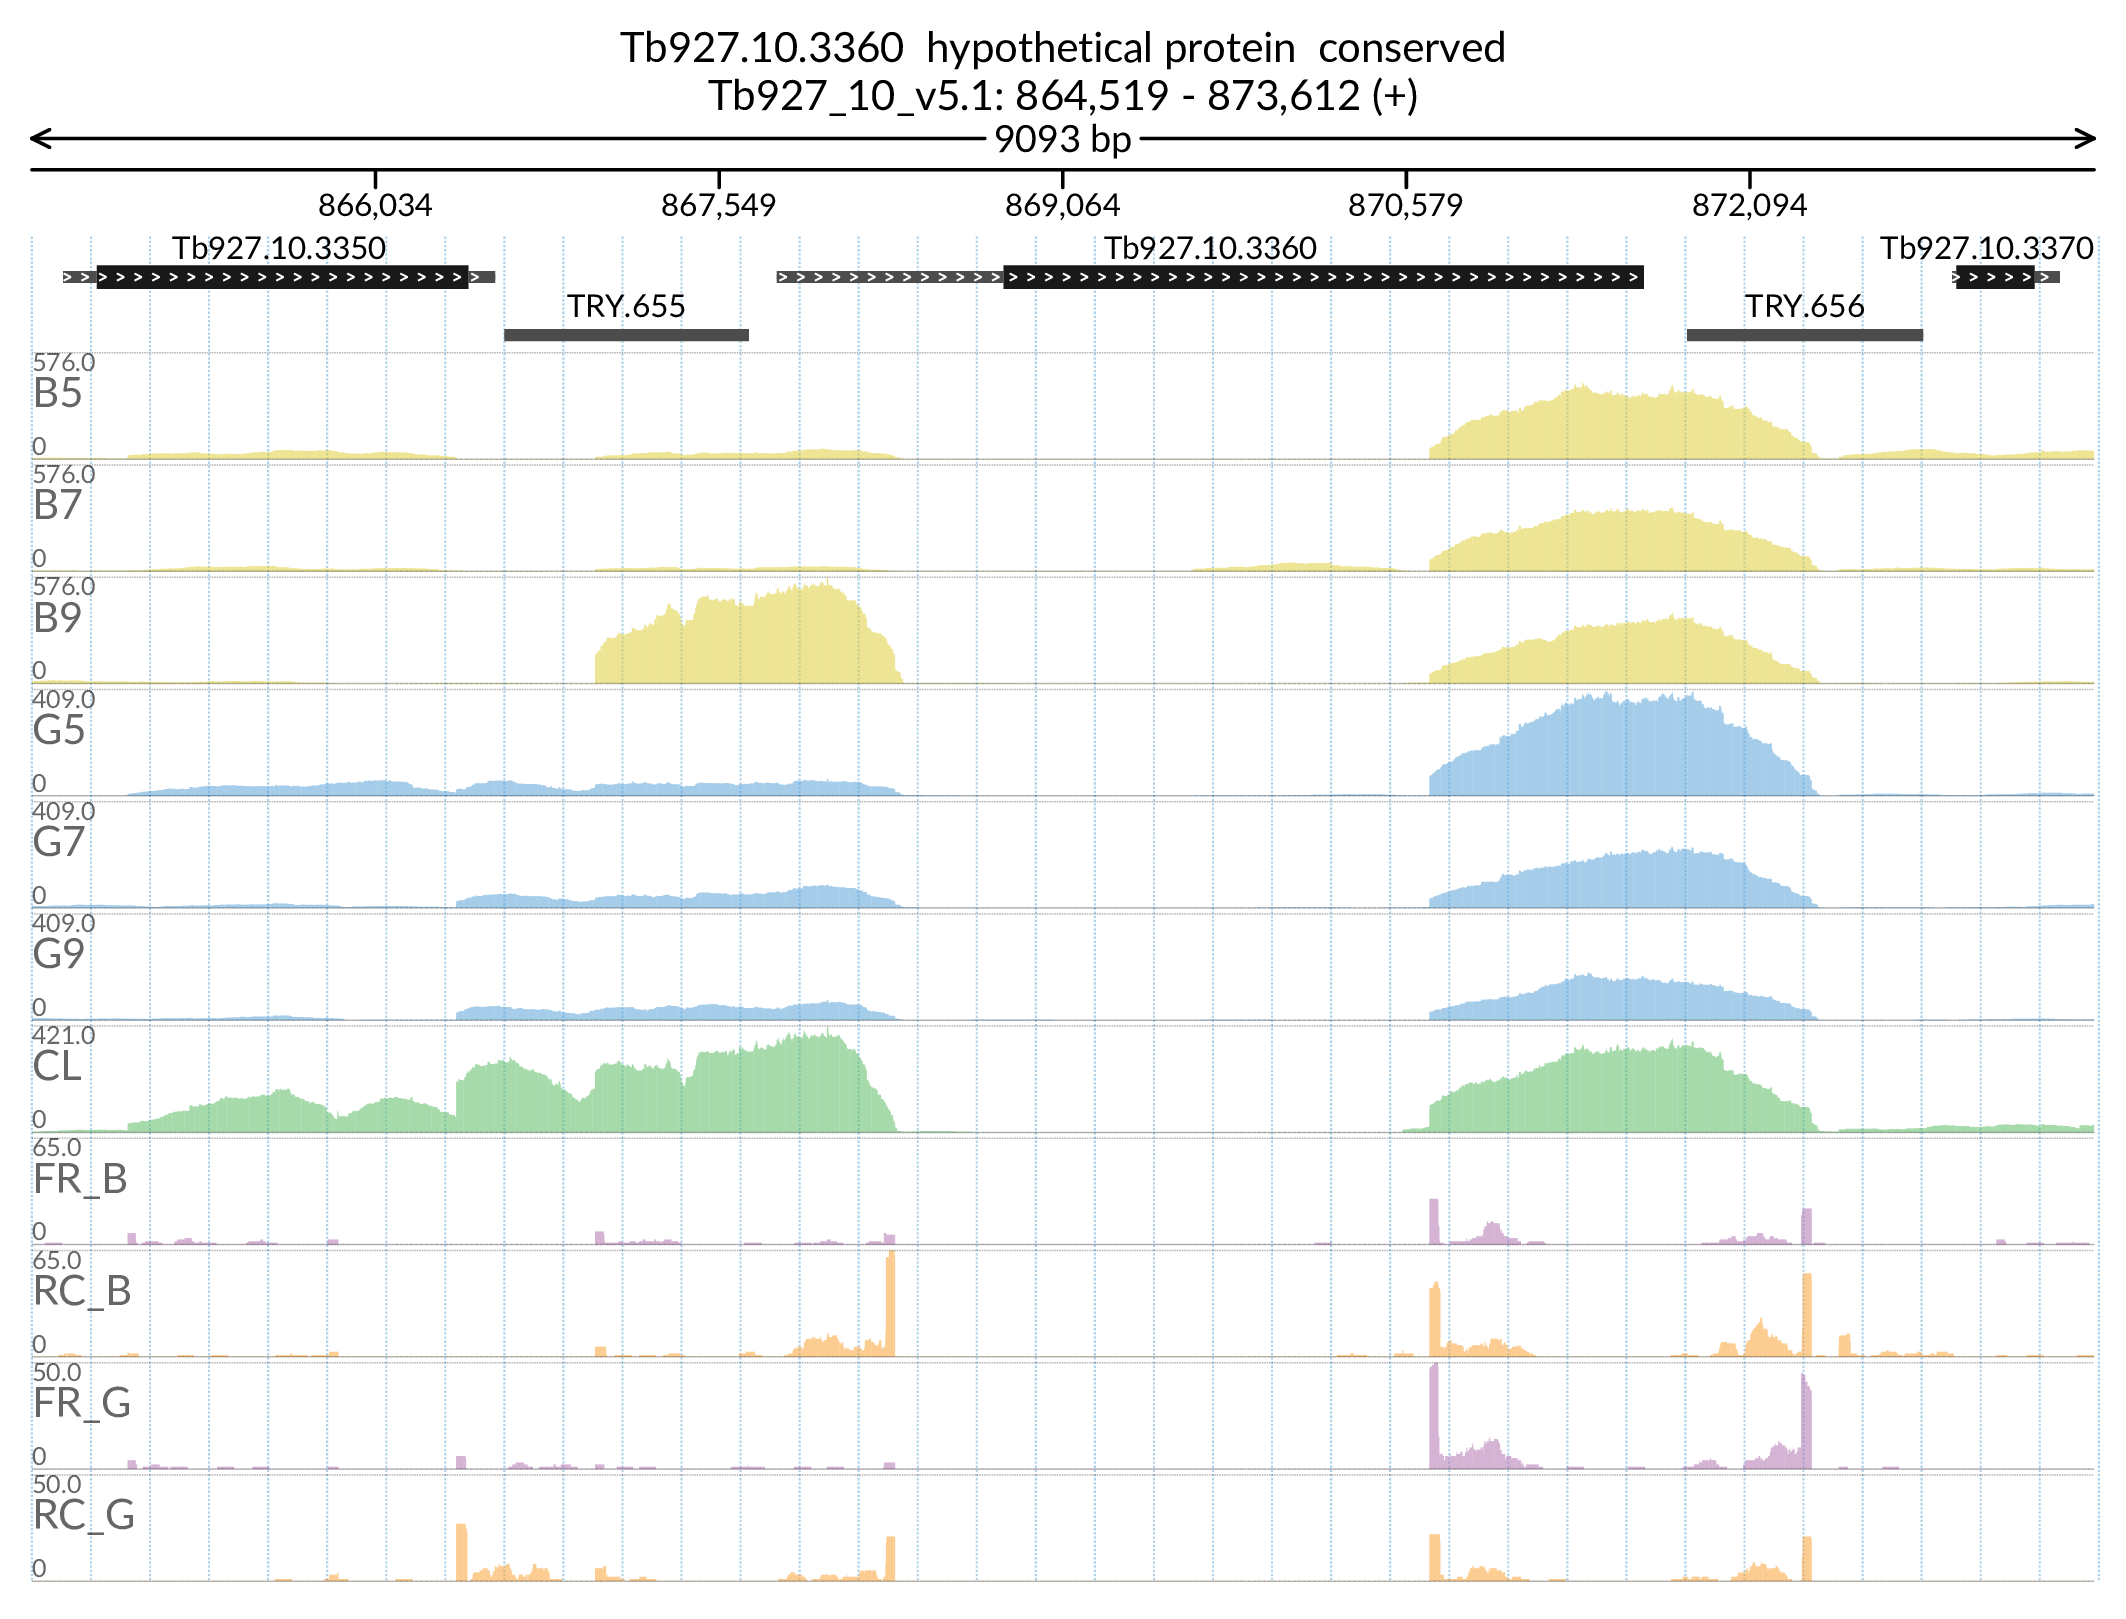 Tb927.10.3360 hypothetical protein conserved
Tb927_10_v5.1: 864,519 - 873,612 (+)
9093 bp
866,034 867,549 869,064 870,579 872,094
Tb927.10.3350 Tb927.10.3360 Tb927.10.3370
TRY.655 TRY.656
576.0
B5
0
576.0
B7
0
576.0
B9
0
409.0
G5
0
409.0
G7
0
409.0
G9
0
421.0
CL
0
65.0
FR_B
0
65.0
RC_B
0
50.0
FR_G
0
50.0
RC_G
0